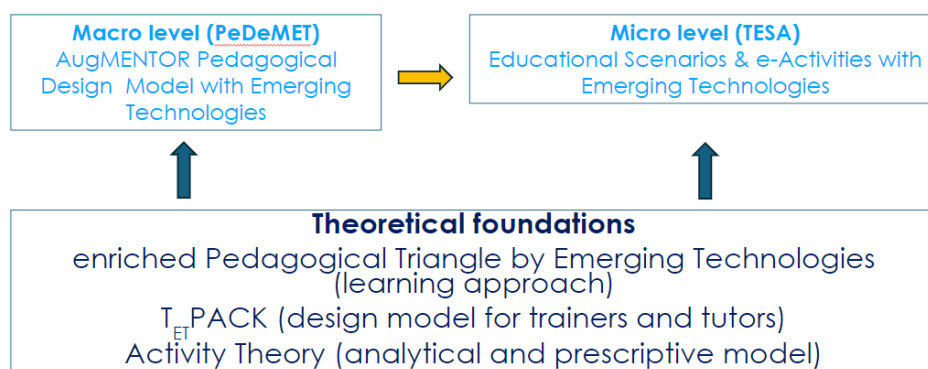 Macro level (PeDeMET)
AugMENTOR Pedagogical
Design Model with Emerging
Technologies
Micro level (TESA)
Educational Scenarios & e-Activities with
Emerging Technologies
Theoretical foundations
enriched Pedagogical Triangle by Emerging Technologies
(learning approach)
TETPACK (design model for trainers and tutors)
Activity Theory (analytical and prescriptive model)